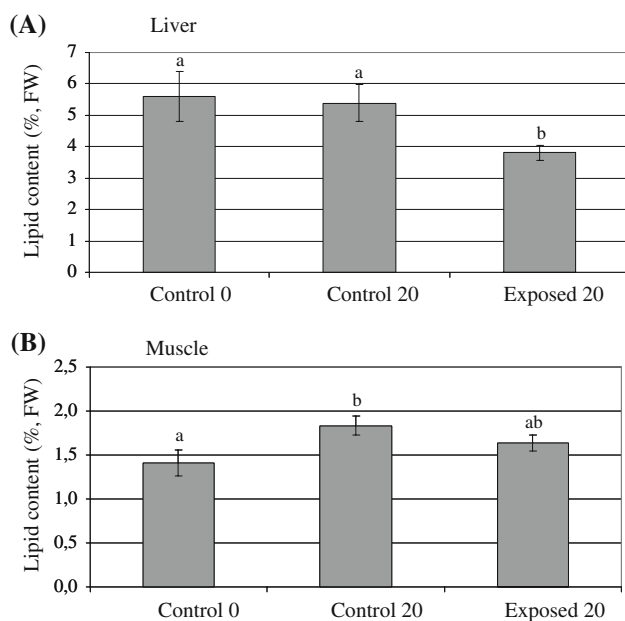 (A) Liver
Lipid content (%, FW)
7
6
5
4
3
2
1
0
a a b
Control 0 Control 20 Exposed 20
(B) Muscle
Lipid content (%, FW)
2,5
2,0
1,5
1,0
0,5
0,0
a b ab
Control 0 Control 20 Exposed 20